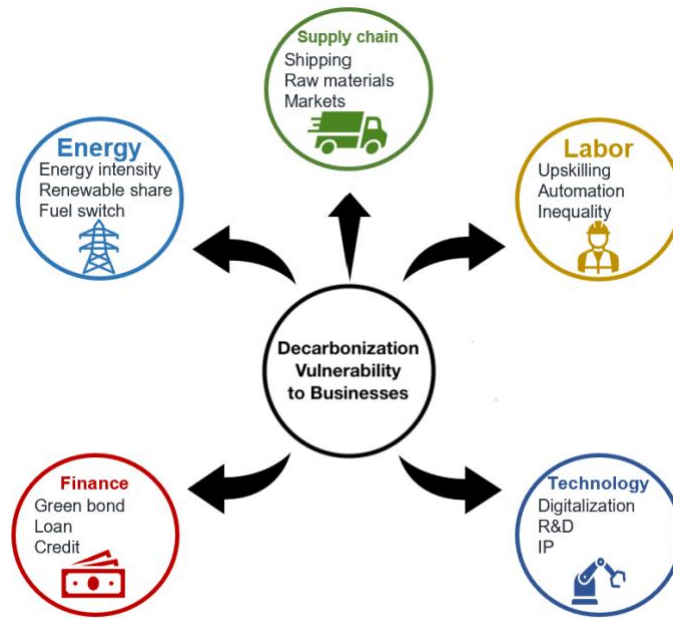 Supply chain
Shipping
Raw materials
Markets
Energy
Energy intensity
Renewable share
Fuel switch
Labor
Upskilling
Automation
Inequality
Decarbonization
Vulnerability
to Businesses
Finance
Green bond
Loan
Credit
Technology
Digitalization
R&D
IP